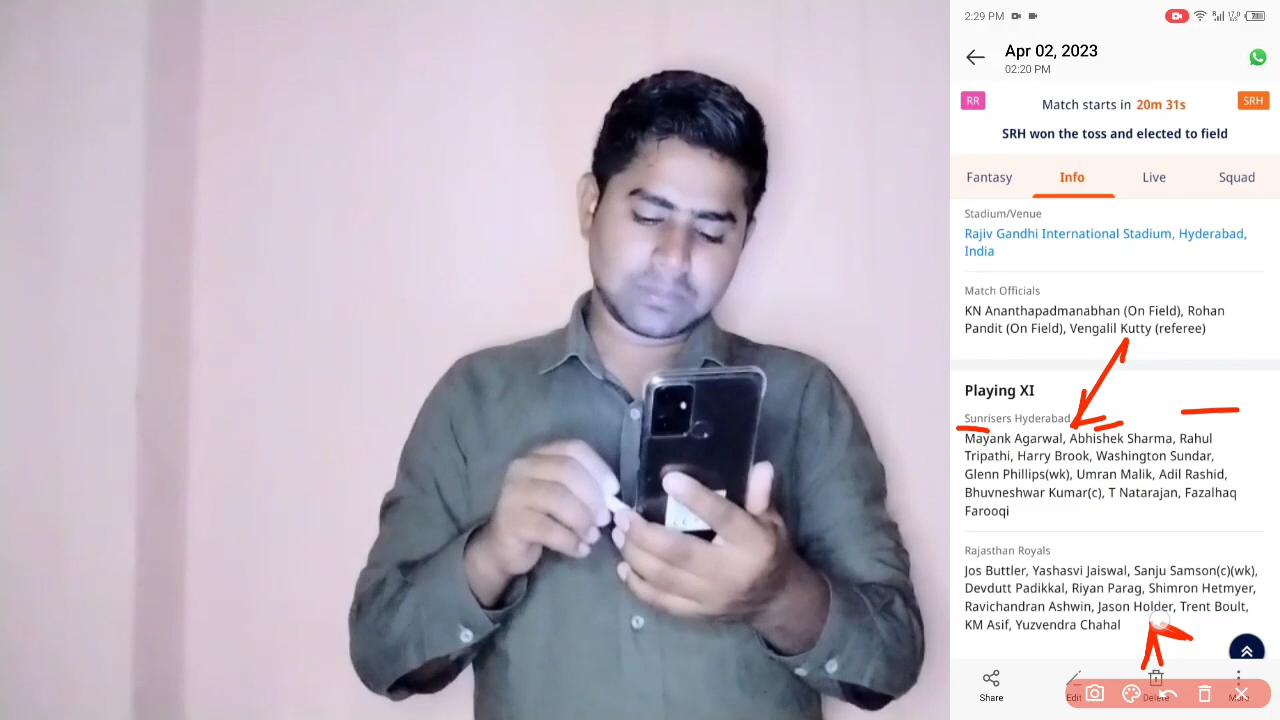 2:29 PM
Apr 02, 2023
02:20 PM
RR
Match starts in 20m 31s
SRH
SRH won the toss and elected to field
Fantasy Info Live Squad
Stadium/Venue
Rajiv Gandhi International Stadium, Hyderabad,
India
Match Officials
KN Ananthapadmanabhan (On Field), Rohan
Pandit (On Field), Vengalil Kutty (referee)
Playing XI
Sunrisers Hyderabad
Mayank Agarwal, Abhishek Sharma, Rahul
Tripathi, Harry Brook, Washington Sundar,
Glenn Phillips(wk), Umran Malik, Adil Rashid,
Bhuvneshwar Kumar(c), T Natarajan, Fazalhaq
Farooqi
Rajasthan Royals
Jos Buttler, Yashasvi Jaiswal, Sanju Samson(c)(wk),
Devdutt Padikkal, Riyan Parag, Shimron Hetmyer,
Ravichandran Ashwin, Jason Holder, Trent Boult,
KM Asif, Yuzvendra Chahal
Share Edit Delete More